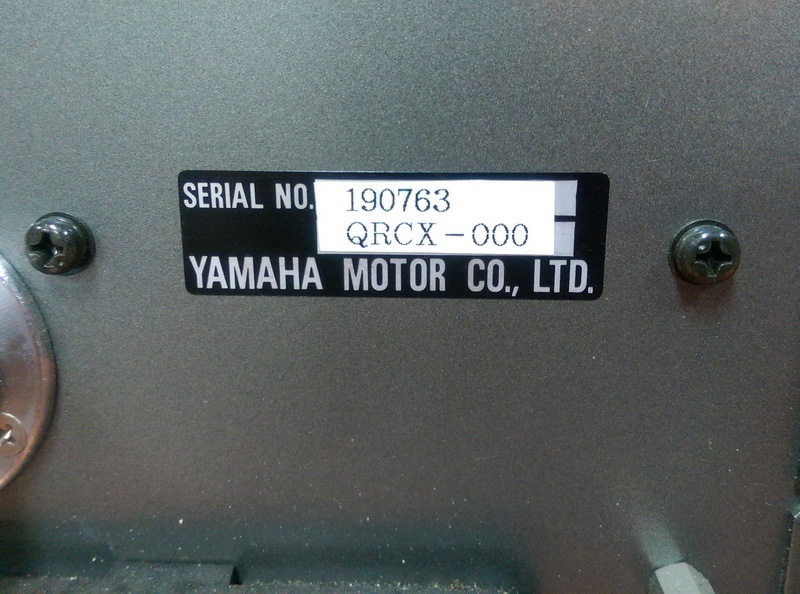 SERIAL NO. 190763
QRCX-000
YAMAHA MOTOR CO., LTD.